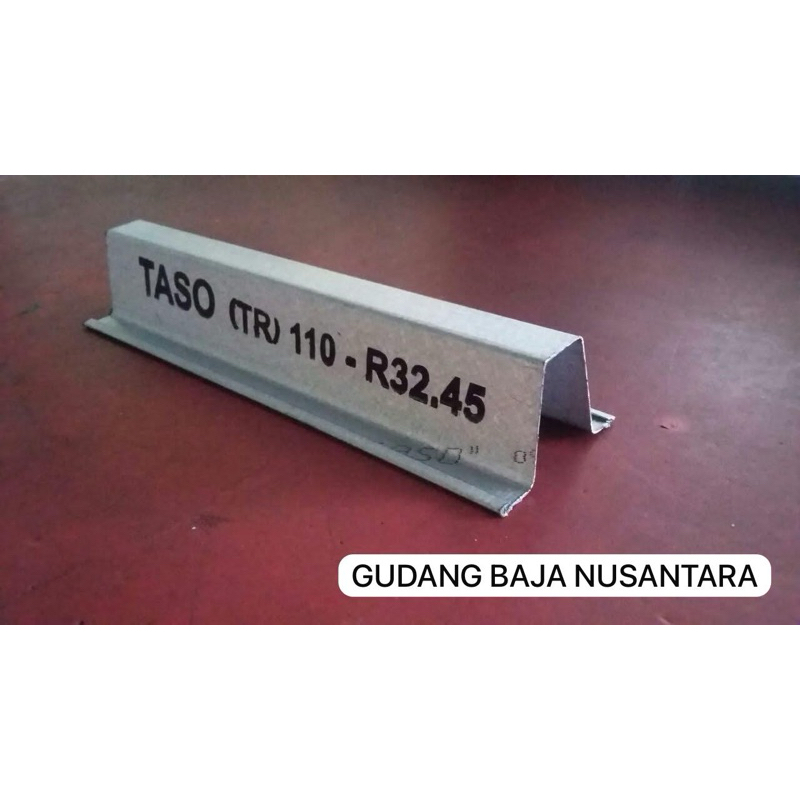 TASO (TR) 110 - R32.45
GUDANG BAJA NUSANTARA